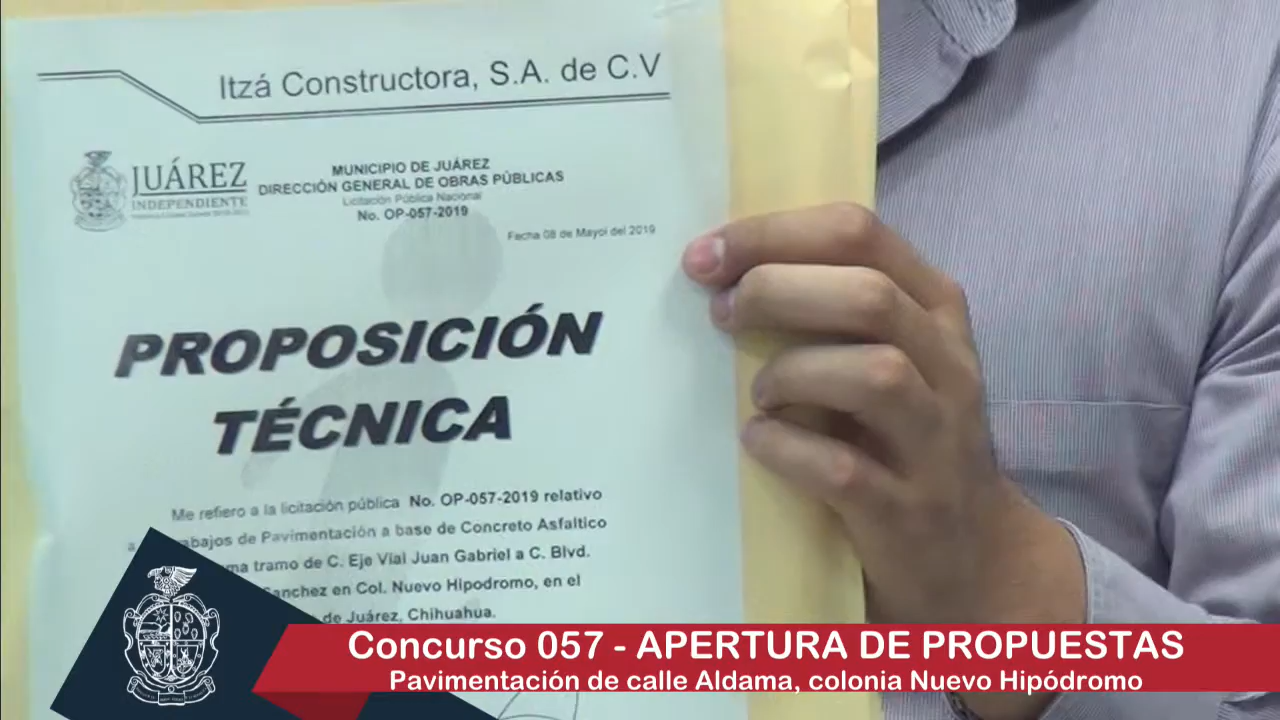 Itzá Constructora, S.A. de C.V
JUÁREZ
INDEPENDIENTE
MUNICIPIO DE JUÁREZ
DIRECCIÓN GENERAL DE OBRAS PÚBLICAS
Licitación Pública Nacional
No. OP-057-2019
Fecha 08 de Mayoi del 2019
PROPOSICIÓN
TÉCNICA
Me refiero a la licitación pública No. OP-057-2019 relativo
a abajos de Pavimentación a base de Concreto Asfaltico
ma tramo de C. Eje Vial Juan Gabriel a C. Blvd.
Sanchez en Col. Nuevo Hipodromo, en el
de Juárez, Chihuahua.
Concurso 057 - APERTURA DE PROPUESTAS
Pavimentación de calle Aldama, colonia Nuevo Hipódromo